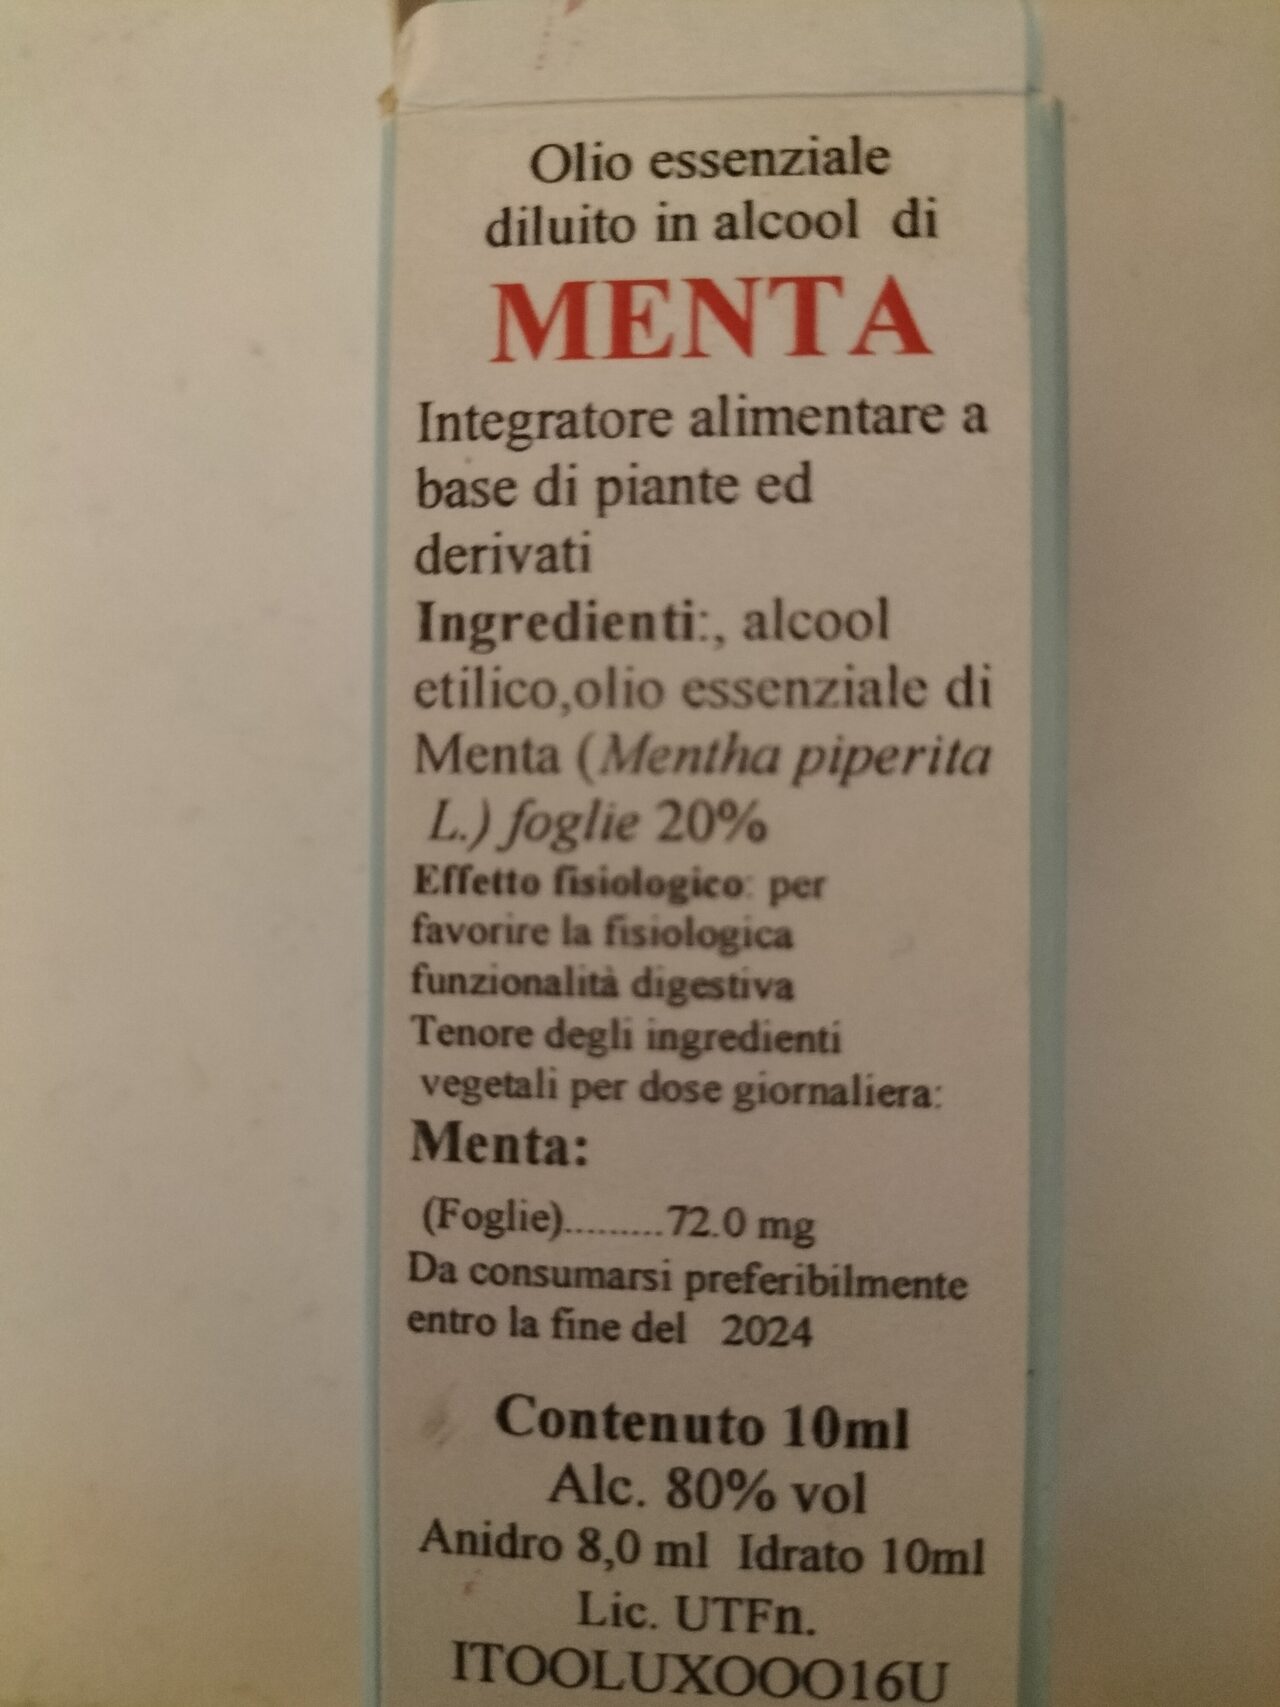 Olio essenziale
diluito in alcool di
MENTA
Integratore alimentare a
base di piante ed
derivati
Ingredienti:, alcool
etilico,olio essenziale di
Menta (Mentha piperita
L.) foglie 20%
Effetto fisiologico: per
favorire la fisiologica
funzionalità digestiva
Tenore degli ingredienti
vegetali per dose giornaliera:
Menta:
(Foglie).........72.0 mg
Da consumarsi preferibilmente
entro la fine del 2024
Contenuto 10ml
Alc. 80% vol
Anidro 8,0 ml Idrato 10ml
Lic. UTFn.
ITOOLUXOOO16U